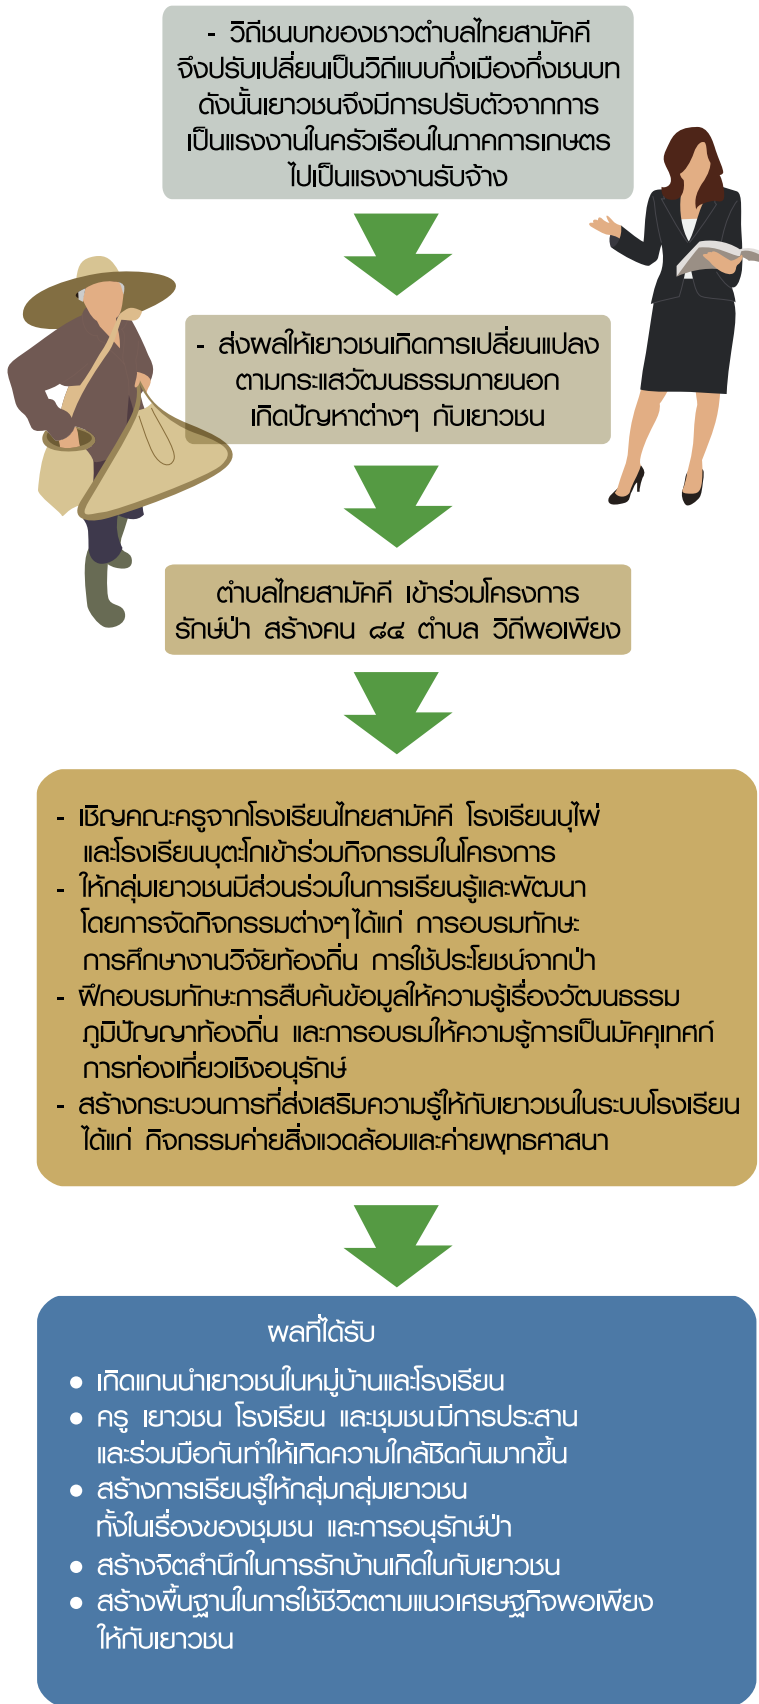 - วิถีชนบทของชาวตำบลไทยสามัคคี
จึงปรับเปลี่ยนเป็นวิถีแบบกึ่งเมืองกึ่งชนบท
ดังนั้นเยาวชนจึงมีการปรับตัวจากการ
เป็นแรงงานในครัวเรือนในภาคการเกษตร
ไปเป็นแรงงานรับจ้าง
- ส่งผลให้เยาวชนเกิดการเปลี่ยนแปลง
ตามกระแสวัฒนธรรมภายนอก
เกิดปัญหาต่างๆ กับเยาวชน
ตำบลไทยสามัคคี เข้าร่วมโครงการ
รักษ์ป่า สร้างคน ๘๔ ตำบล วิถีพอเพียง
- เชิญคณะครูจากโรงเรียนไทยสามัคคี โรงเรียนบุไผ่
และโรงเรียนบุตะโกเข้าร่วมกิจกรรมในโครงการ
- ให้กลุ่มเยาวชนมีส่วนร่วมในการเรียนรู้และพัฒนา
โดยการจัดกิจกรรมต่างๆ ได้แก่ การอบรมทักษะ
การศึกษางานวิจัยท้องถิ่น การใช้ประโยชน์จากป่า
- ฝึกอบรมทักษะการสืบค้นข้อมูลให้ความรู้เรื่องวัฒนธรรม
ภูมิปัญญาท้องถิ่น และการอบรมให้ความรู้การเป็นมัคคุเทศก์
การท่องเที่ยวเชิงอนุรักษ์
- สร้างกระบวนการที่ส่งเสริมความรู้ให้กับเยาวชนในระบบโรงเรียน
ได้แก่ กิจกรรมค่ายสิ่งแวดล้อมและค่ายพุทธศาสนา
ผลที่ได้รับ
● เกิดแกนนำเยาวชนในหมู่บ้านและโรงเรียน
● ครู เยาวชน โรงเรียน และชุมชนมีการประสาน
และร่วมมือกันทำให้เกิดความใกล้ชิดกันมากขึ้น
● สร้างการเรียนรู้ให้กลุ่มกลุ่มเยาวชน
ทั้งในเรื่องของชุมชน และการอนุรักษ์ป่า
● สร้างจิตสำนึกในการรักบ้านเกิดในกับเยาวชน
● สร้างพื้นฐานในการใช้ชีวิตตามแนวเศรษฐกิจพอเพียง
ให้กับเยาวชน